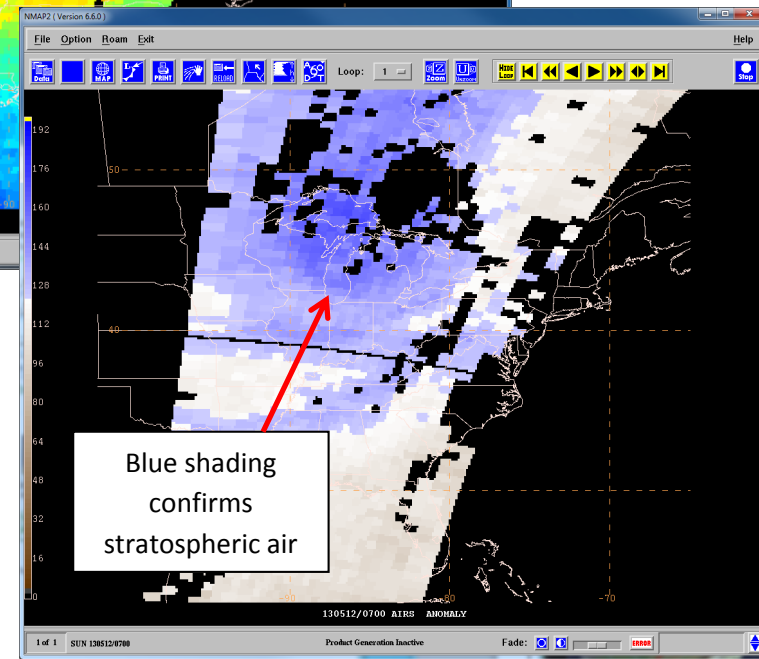 NMAP2 ( Version 6.6.0 )
File Option Roam Exit Help
Data MAP PRINT RELOAD Loop: 1 Zoom UNZOOM HIDE LOOP Stop
192
176
160
144
128
112
96
80
64
48
32
16
0
50
40
-90
-80
-70
-90
Blue shading
confirms
stratospheric air
130512/0700 AIRS ANOMALY
1 of 1 SUN 130512/0700 Product Generation Inactive Fade: ERROR